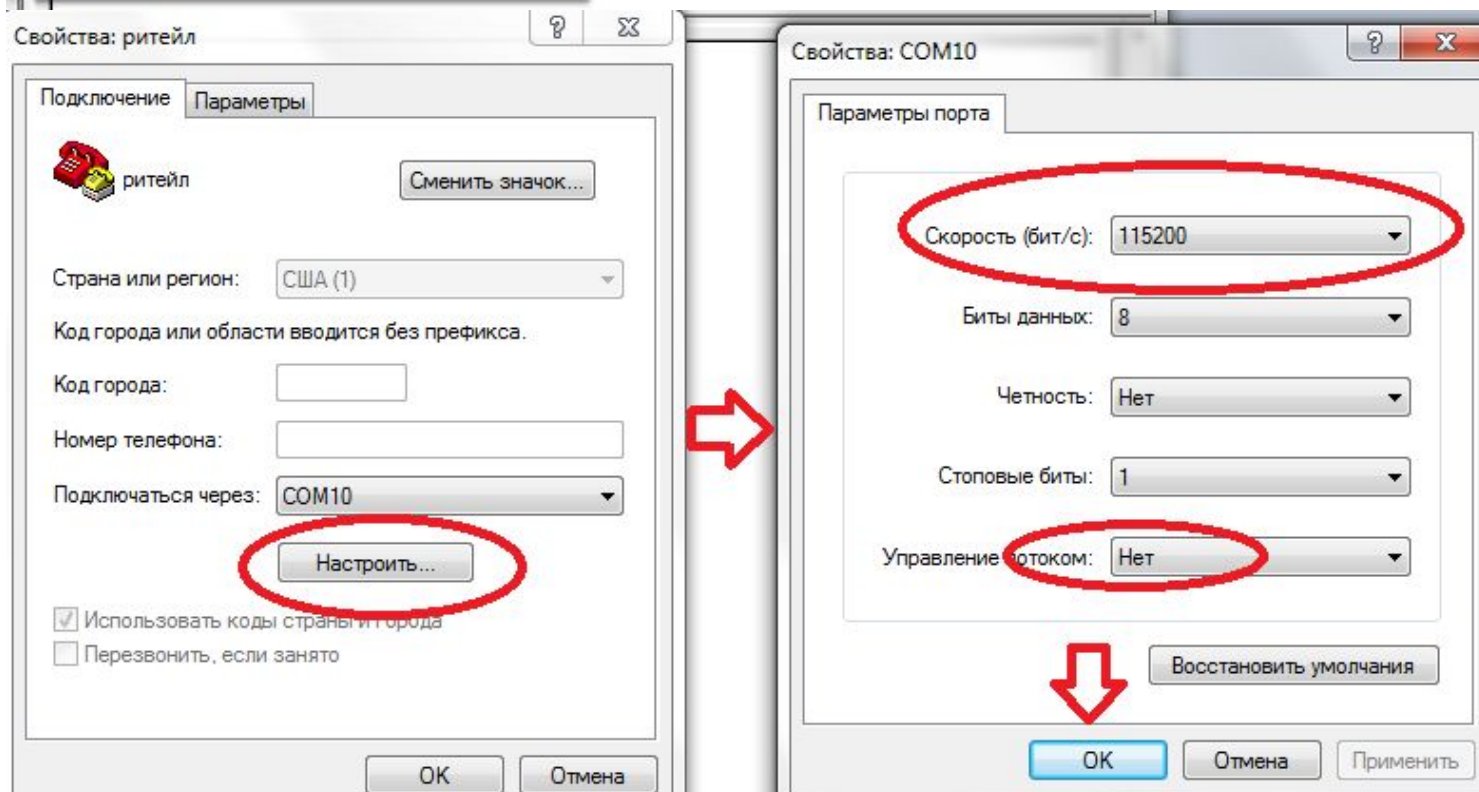 Свойства: ритейл
Подключение Параметры
ритейл
Сменить значок...
Страна или регион: США (1)
Код города или области вводится без префикса.
Код города:
Номер телефона:
Подключаться через: COM10
Настроить...
Использовать коды страны и города
Перезвонить, если занято
OK Отмена
Свойства: COM10
Параметры порта
Скорость (бит/с): 115200
Биты данных: 8
Четность: Нет
Стоповые биты: 1
Управление потоком: Нет
Восстановить умолчания
OK Отмена Применить